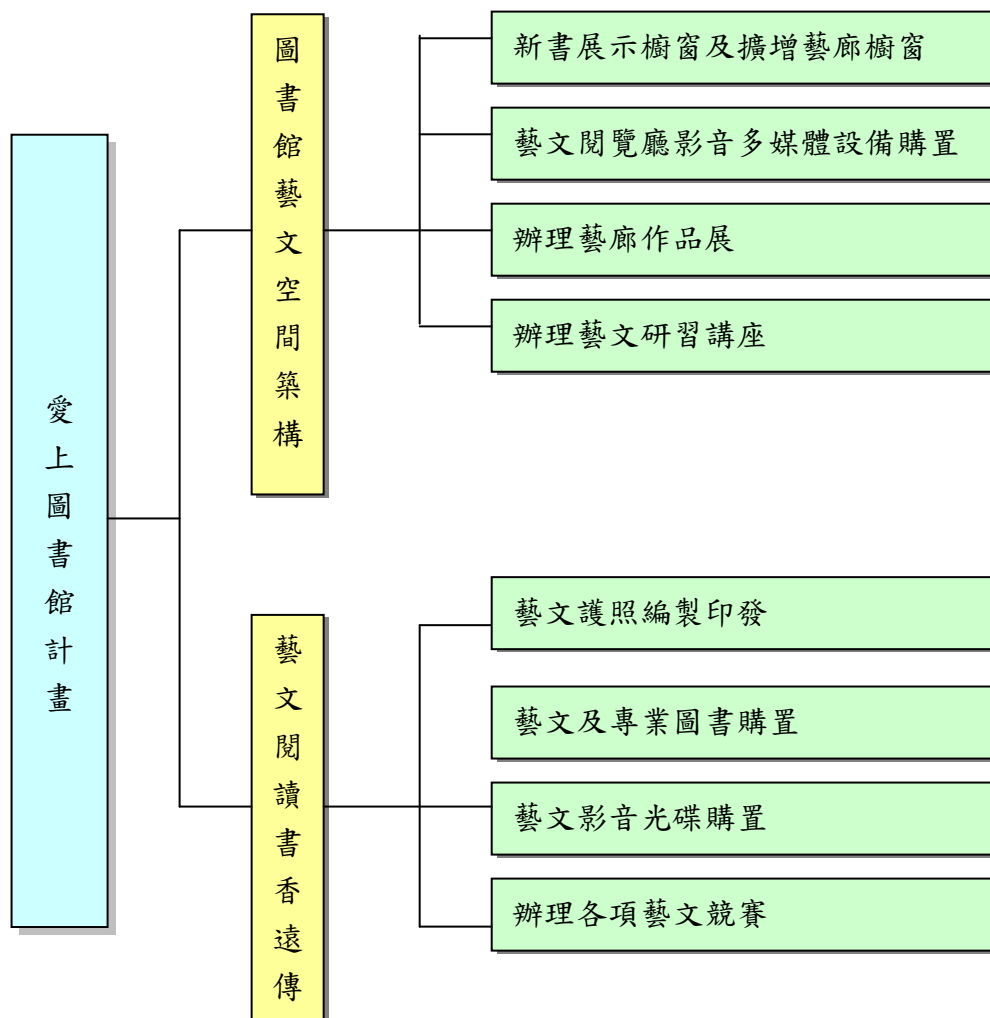 愛上圖書館計畫
圖書館藝文空間築構
新書展示櫥窗及擴增藝廊櫥窗
藝文閱覽廳影音多媒體設備購置
辦理藝廊作品展
辦理藝文研習講座
藝文閱讀書香遠傳
藝文護照編製印發
藝文及專業圖書購置
藝文影音光碟購置
辦理各項藝文競賽